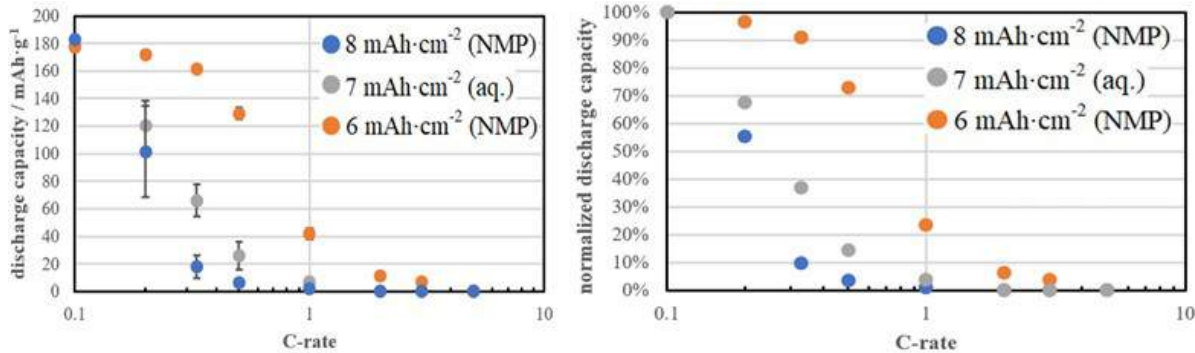 discharge capacity / mAh·g⁻¹
200
180
160
140
120
100
80
60
40
20
0
8 mAh·cm⁻² (NMP)
7 mAh·cm⁻² (aq.)
6 mAh·cm⁻² (NMP)
0.1
1
10
C-rate
normalized discharge capacity
100%
90%
80%
70%
60%
50%
40%
30%
20%
10%
0%
8 mAh·cm⁻² (NMP)
7 mAh·cm⁻² (aq.)
6 mAh·cm⁻² (NMP)
0.1
1
10
C-rate